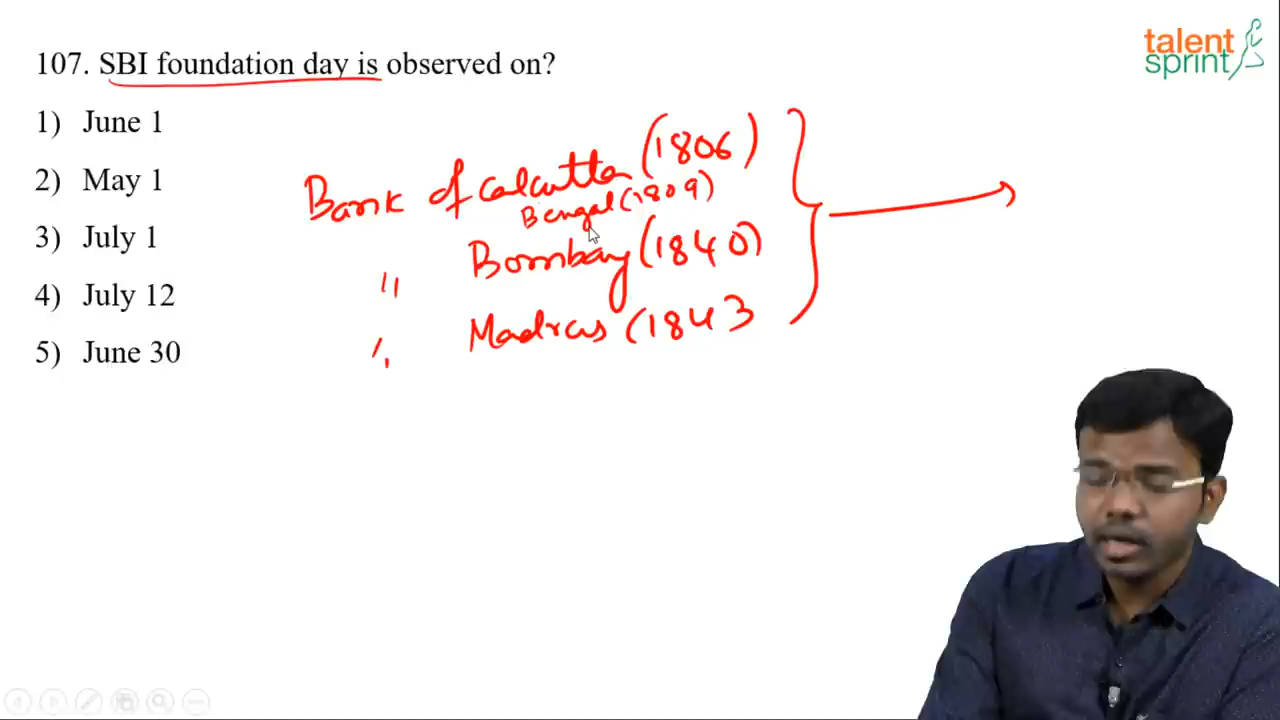 107. SBI foundation day is observed on?
talent
sprint
1) June 1
2) May 1
3) July 1
4) July 12
5) June 30
Bank of Calcutta (1806)
Bengal (1809)
" Bombay (1840)
" Madras (1843